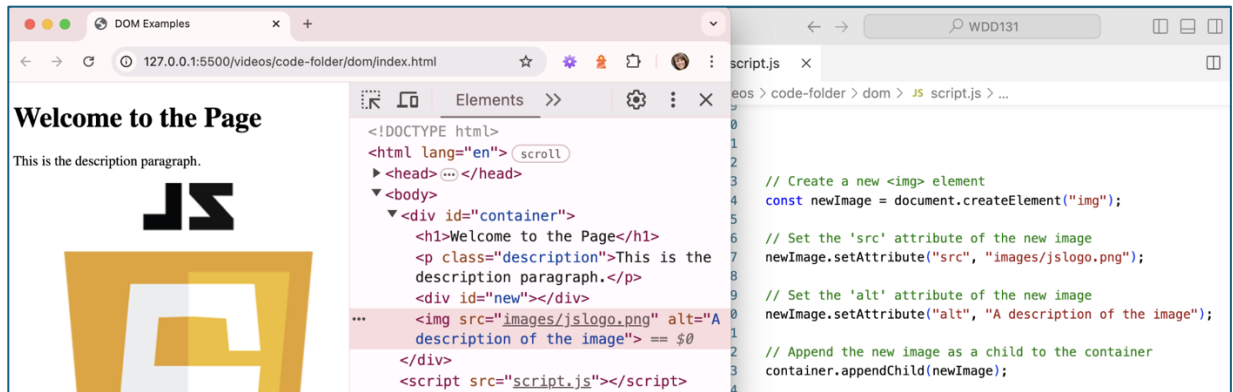 DOM Examples
127.0.0.1:5500/videos/code-folder/dom/index.html
Welcome to the Page
This is the description paragraph.
JS
Elements
<!DOCTYPE html>
<html lang="en"> scroll
<head> ⋯ </head>
<body>
<div id="container">
<h1>Welcome to the Page</h1>
<p class="description">This is the
description paragraph.</p>
<div id="new"></div>
<img src="images/jslogo.png" alt="A
description of the image"> == $0
</div>
<script src="script.js"></script>
WDD131
script.js
eos > code-folder > dom > JS script.js > ...
// Create a new <img> element
const newImage = document.createElement("img");
// Set the 'src' attribute of the new image
newImage.setAttribute("src", "images/jslogo.png");
// Set the 'alt' attribute of the new image
newImage.setAttribute("alt", "A description of the image");
// Append the new image as a child to the container
container.appendChild(newImage);